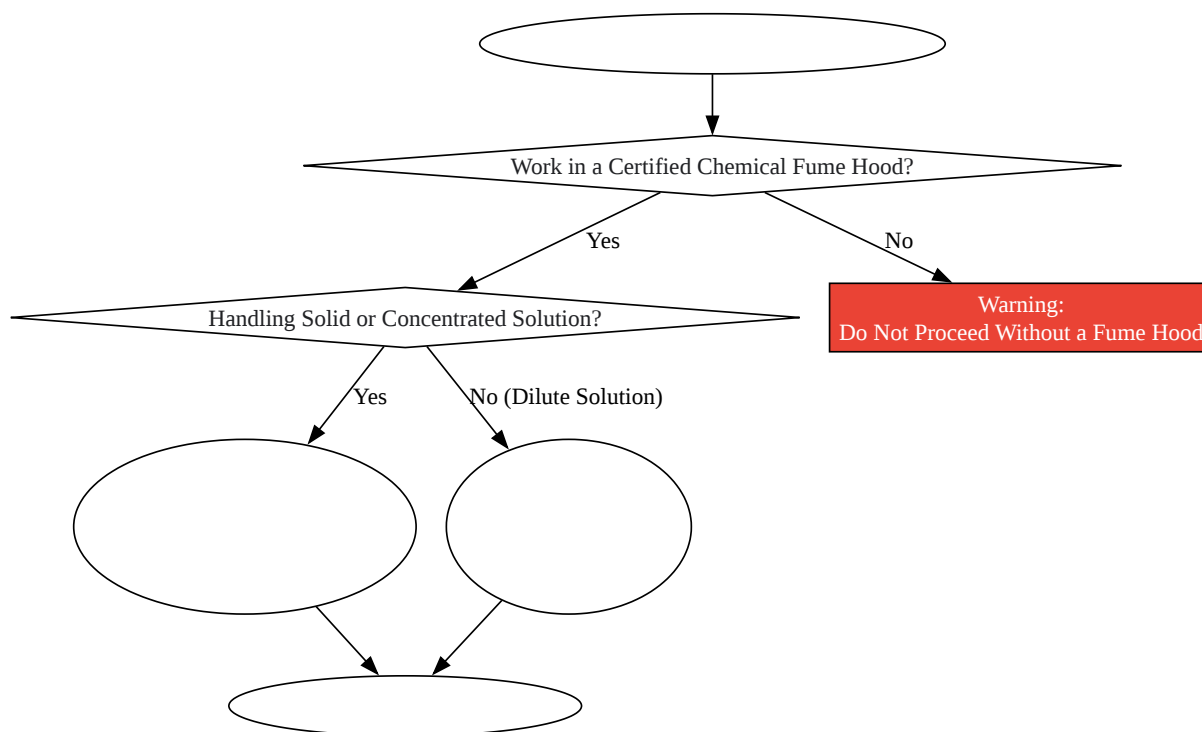 Work in a Certified Chemical Fume Hood?
Yes
No
Handling Solid or Concentrated Solution?
Warning:
Do Not Proceed Without a Fume Hood
Yes
No (Dilute Solution)